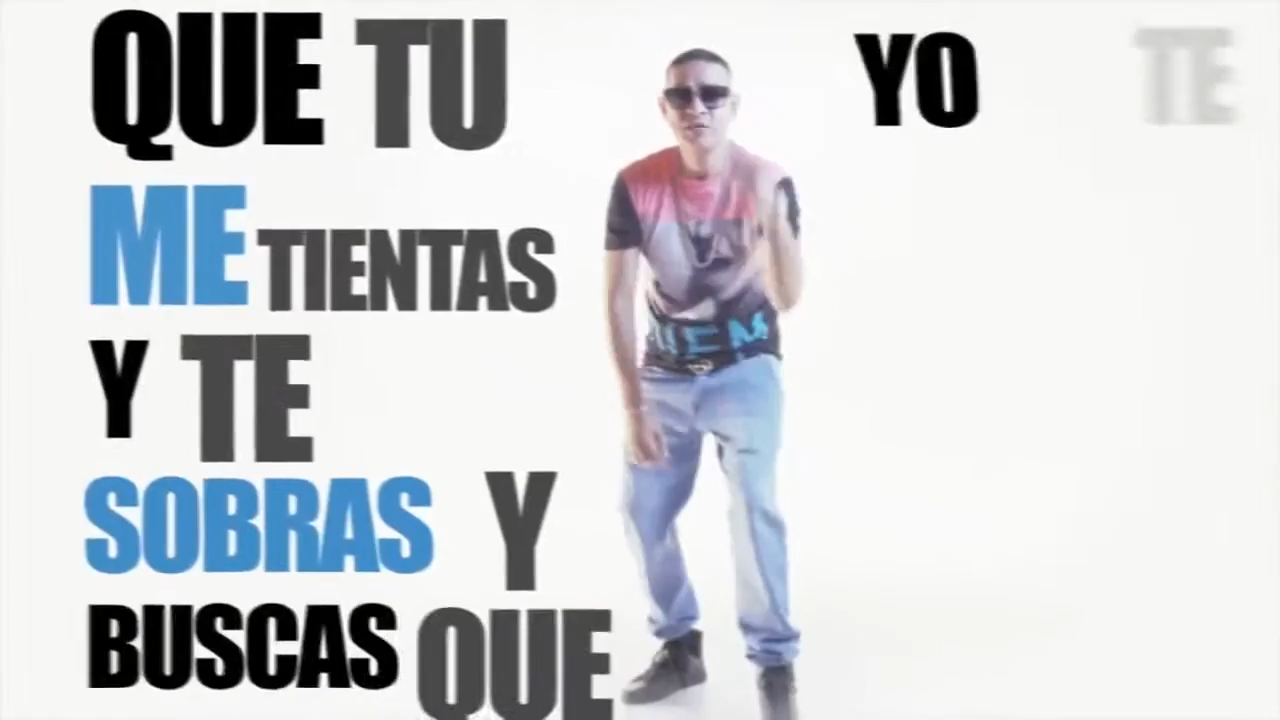 QUE TU
ME TIENTAS
Y TE
SOBRAS Y
BUSCAS QUE
YO TE